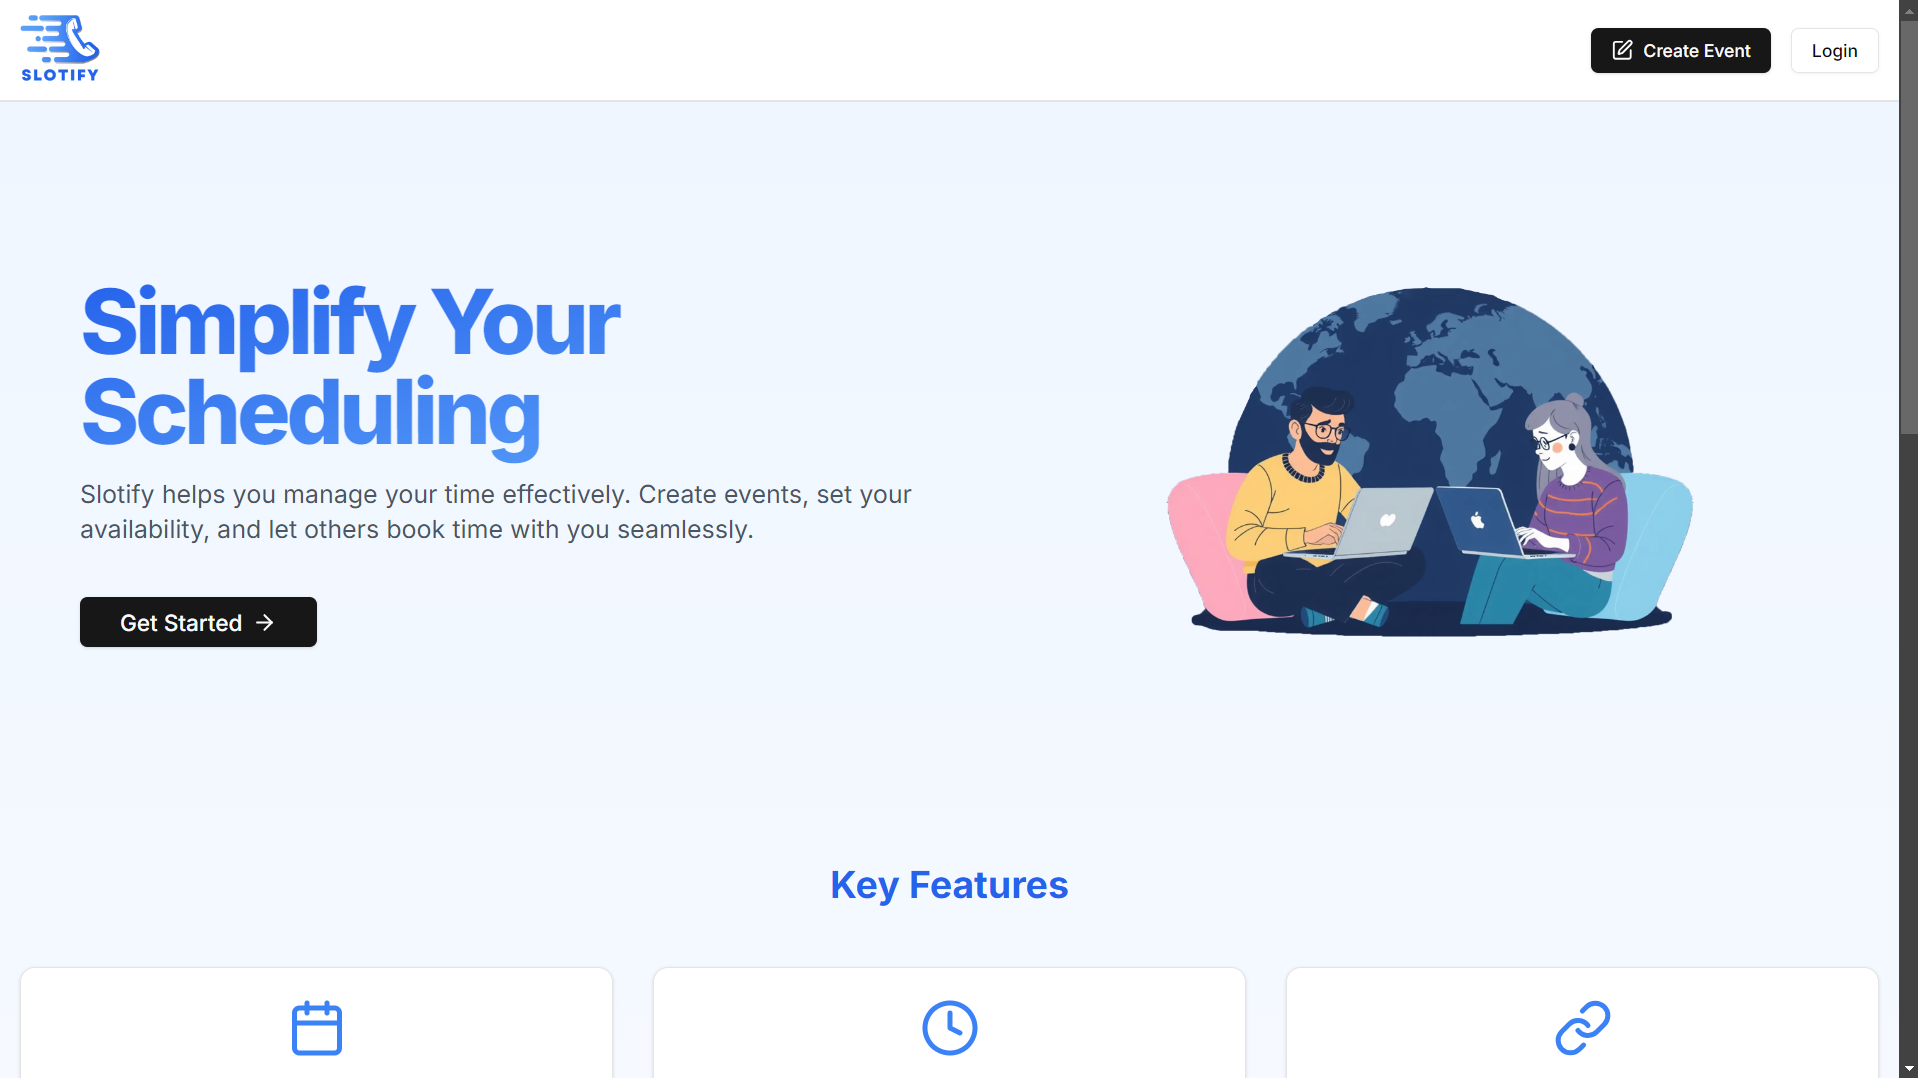 SLOTIFY
Create Event
Login
Simplify Your
Scheduling
Slotify helps you manage your time effectively. Create events, set your
availability, and let others book time with you seamlessly.
Get Started
Key Features